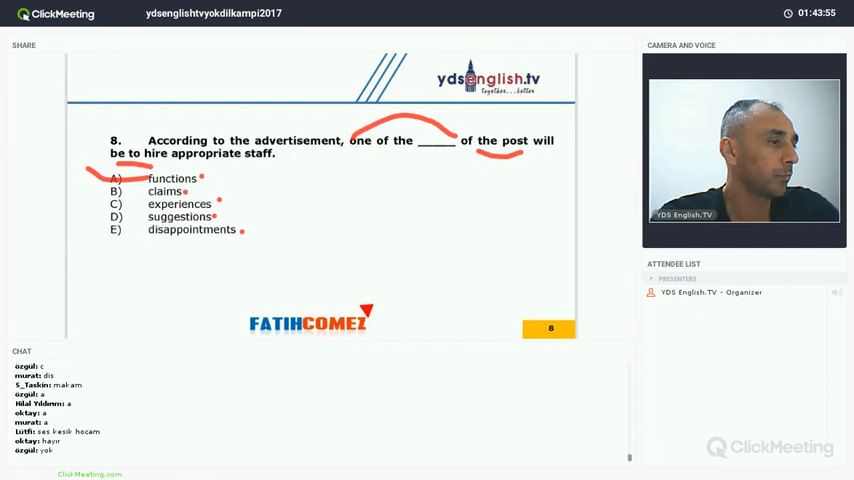 ClickMeeting
ydsenglishtvyokdilkampi2017
01:43:55
SHARE
ydsenglish.tv
together...better
8. According to the advertisement, one of the _____ of the post will
be to hire appropriate staff.
A) functions
B) claims
C) experiences
D) suggestions
E) disappointments
FATIHCOMEZ
8
CAMERA AND VOICE
YDS English.TV
ATTENDEE LIST
PRESENTERS
YDS English.TV - Organizer
CHAT
özgül: c
murat: dis
S_Taskin: makam
özgül: a
Hilal Yıldırım: a
oktay: a
murat: a
Lütfi: ses kesik hocam
oktay: hayır
özgül: yok
ClickMeeting
ClickMeeting.com